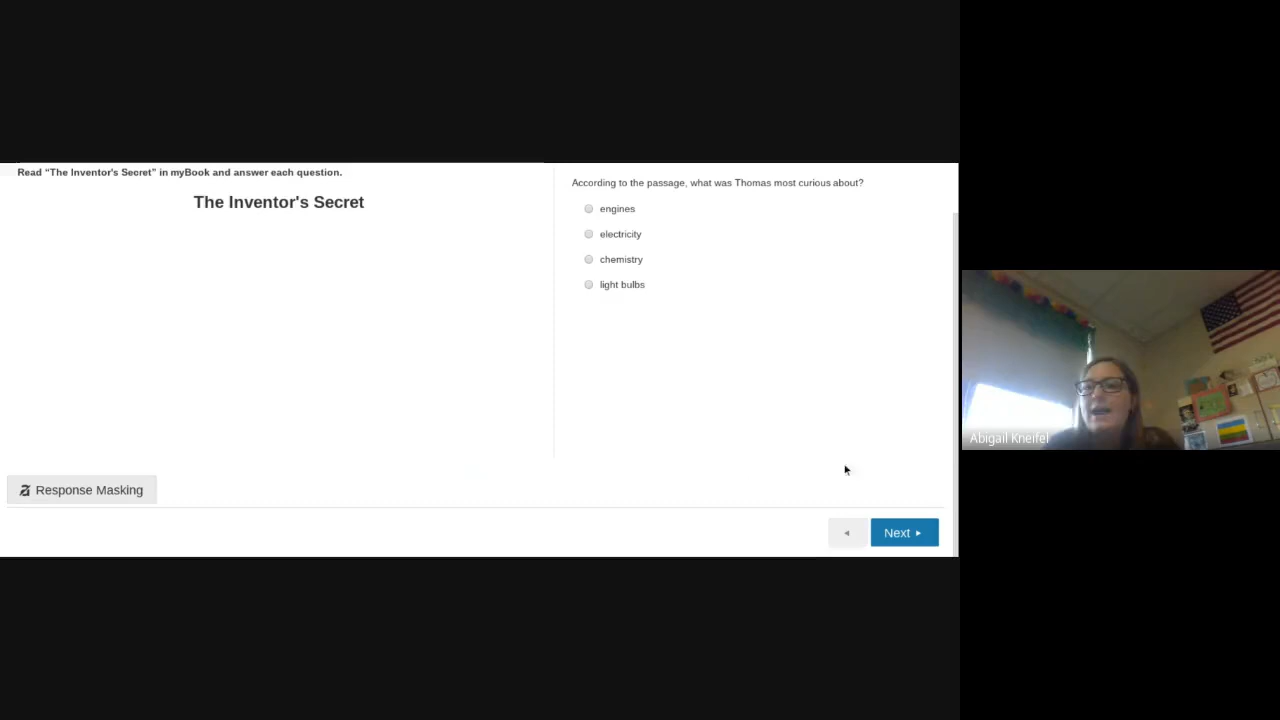 Read “The Inventor's Secret” in myBook and answer each question.
The Inventor's Secret
According to the passage, what was Thomas most curious about?
engines
electricity
chemistry
light bulbs
Response Masking
Next
Abigail Kneifel